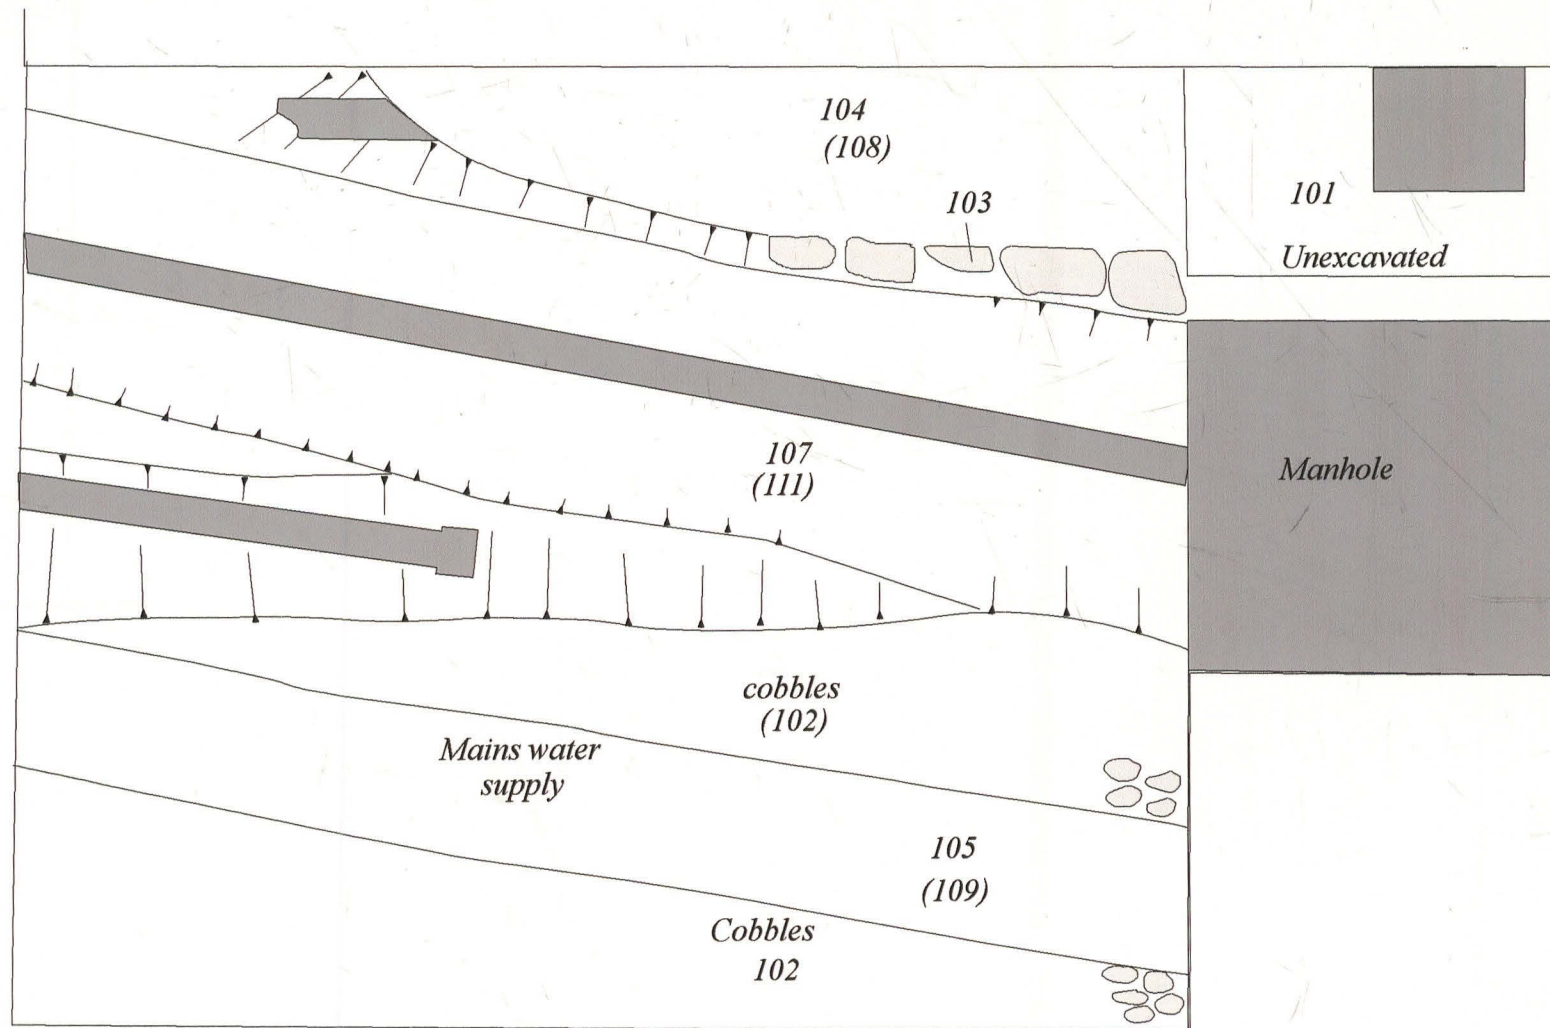 104
(108)
103
101
Unexcavated
107
(111)
Manhole
cobbles
(102)
Mains water
supply
105
(109)
Cobbles
102